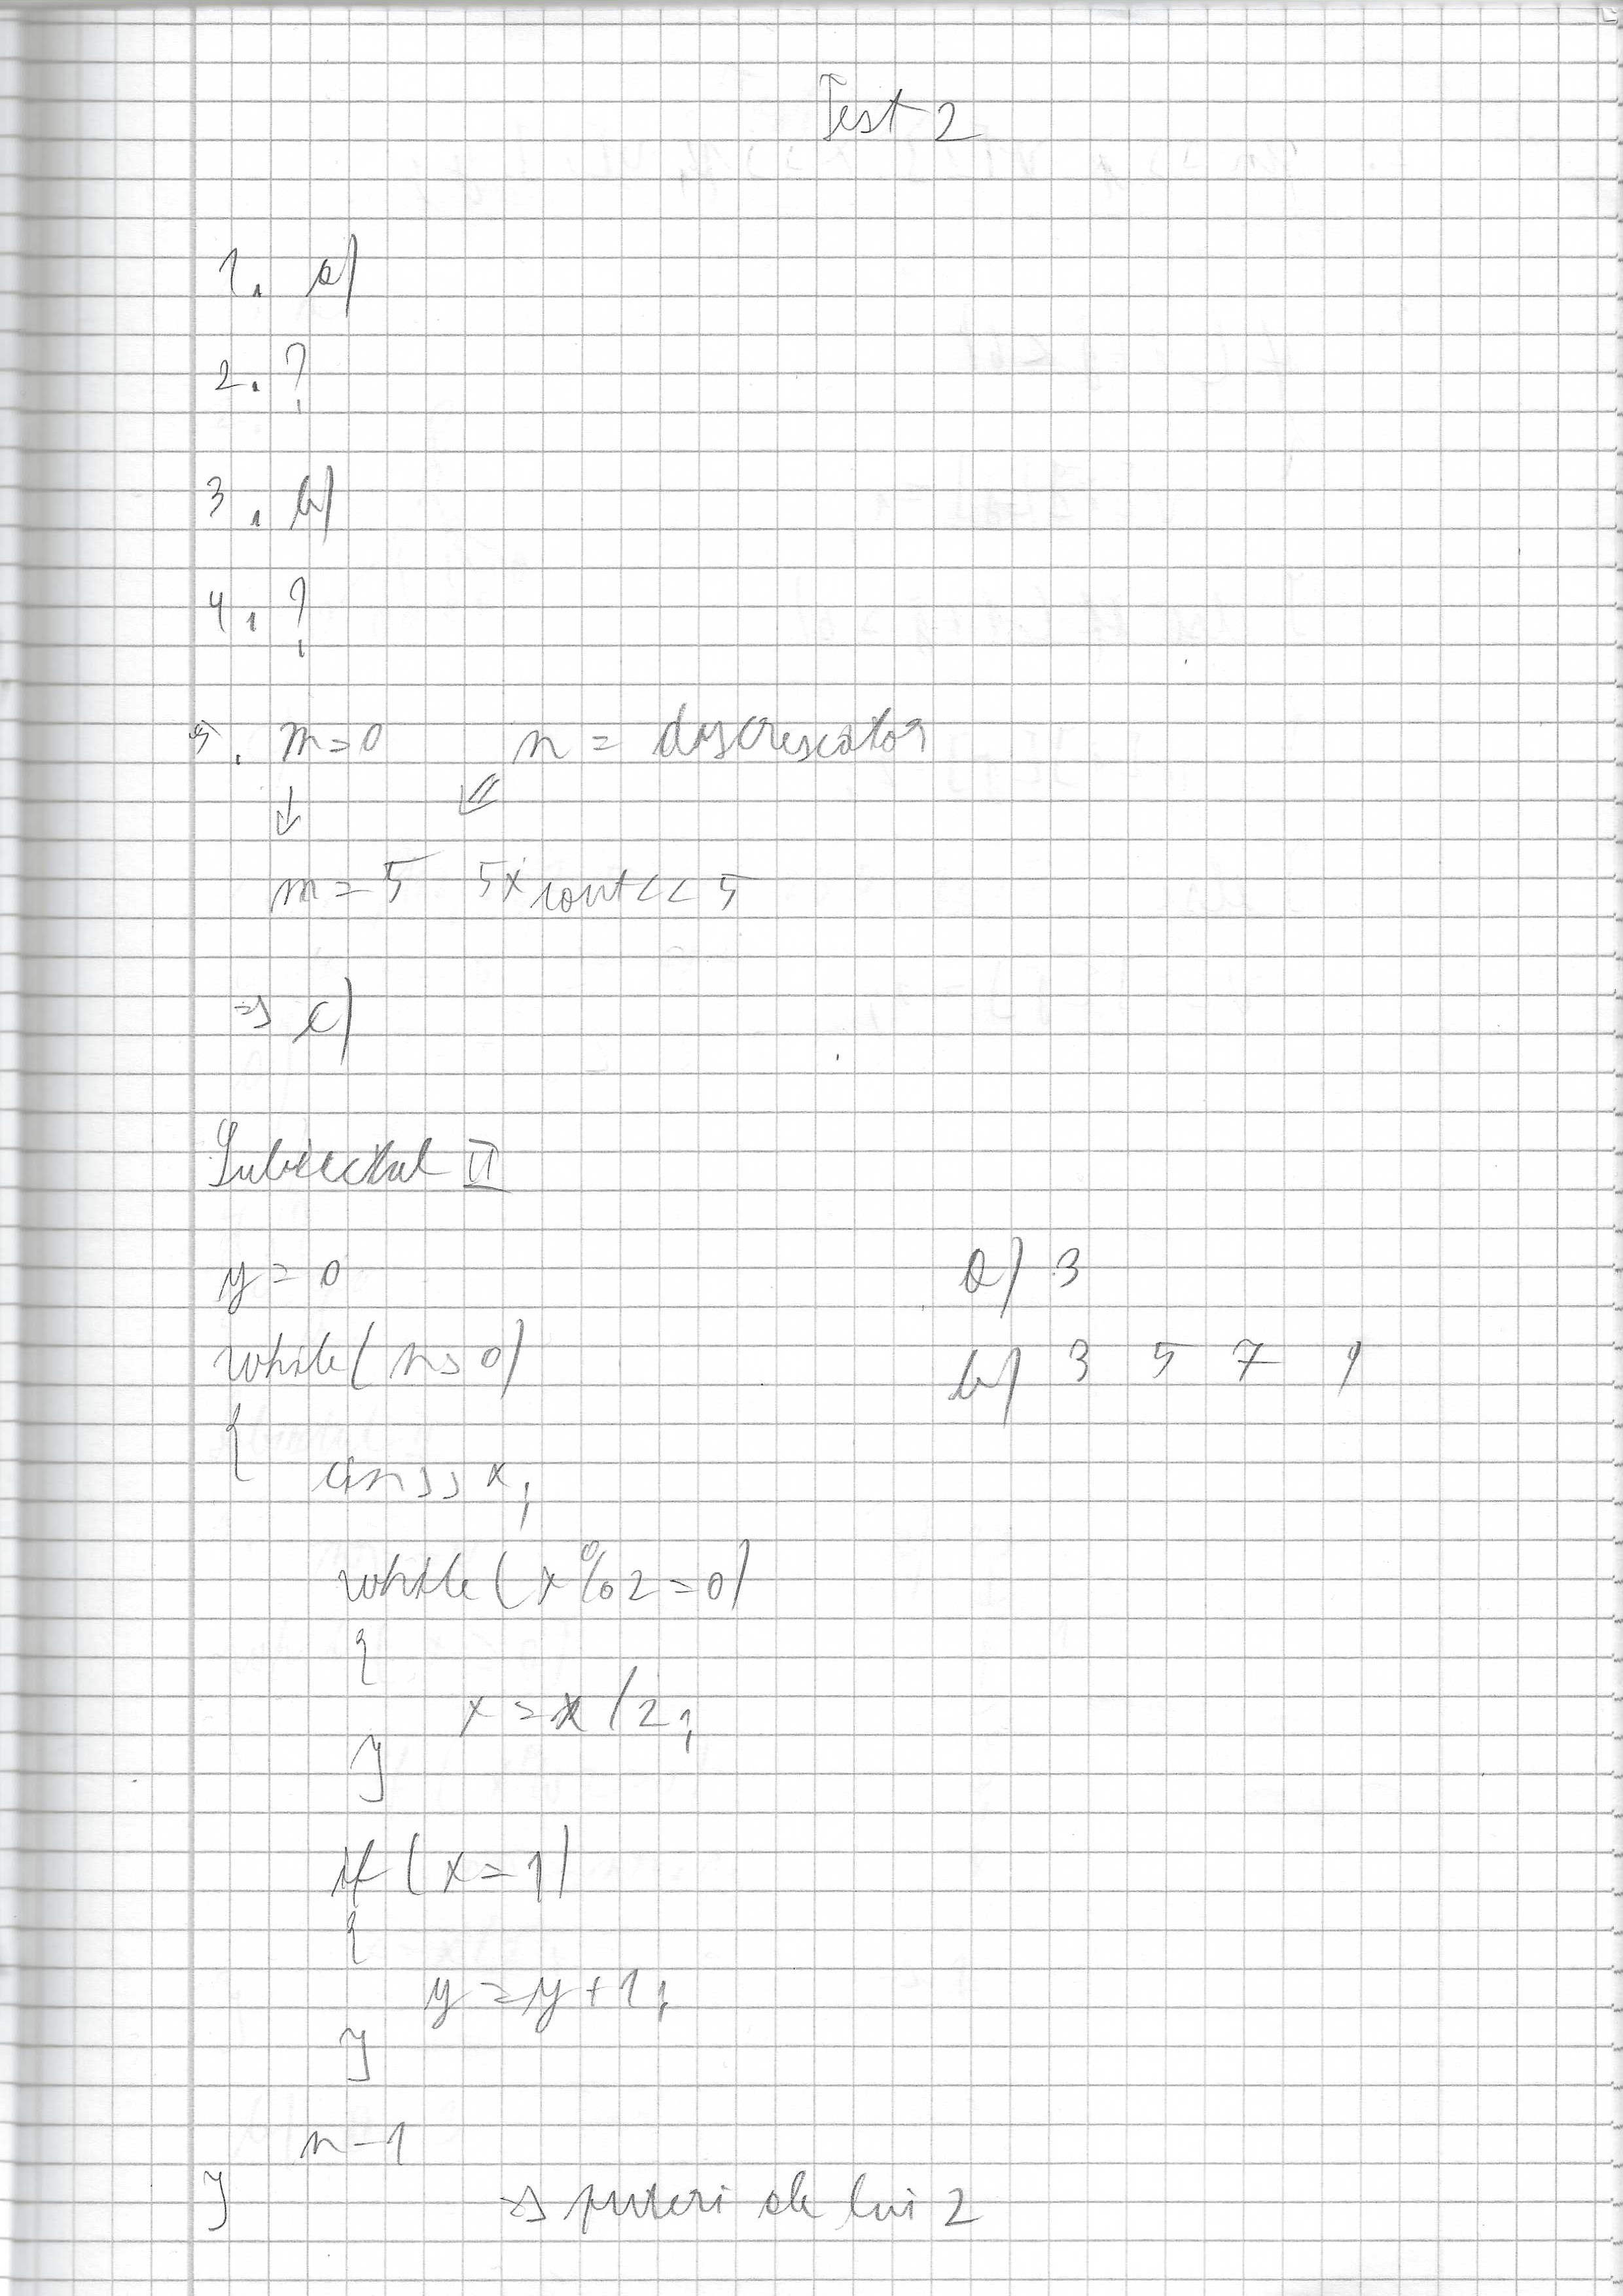 Test 2
1. a)
2. ?
3. b)
4. ?
5. m=0 n = descrescator
m=5 5x cout<<5
=> c)
Subiectul II
y=0 a) 3
while(n>0) b) 3 5 7 9
{
cin>>x;
while(x%2=0)
{
x=x/2;
}
if(x=1)
{
y=y+1;
}
n-1
} => puteri ale lui 2